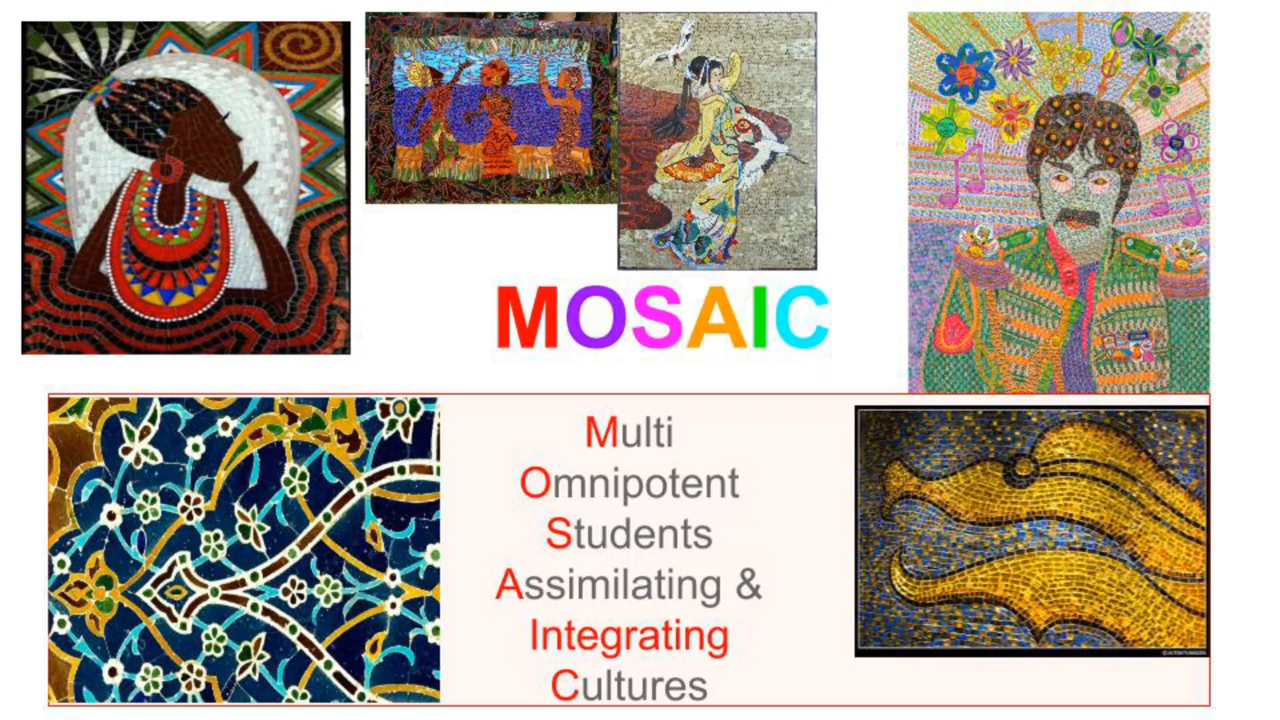 MOSAIC
Multi
Omnipotent
Students
Assimilating &
Integrating
Cultures